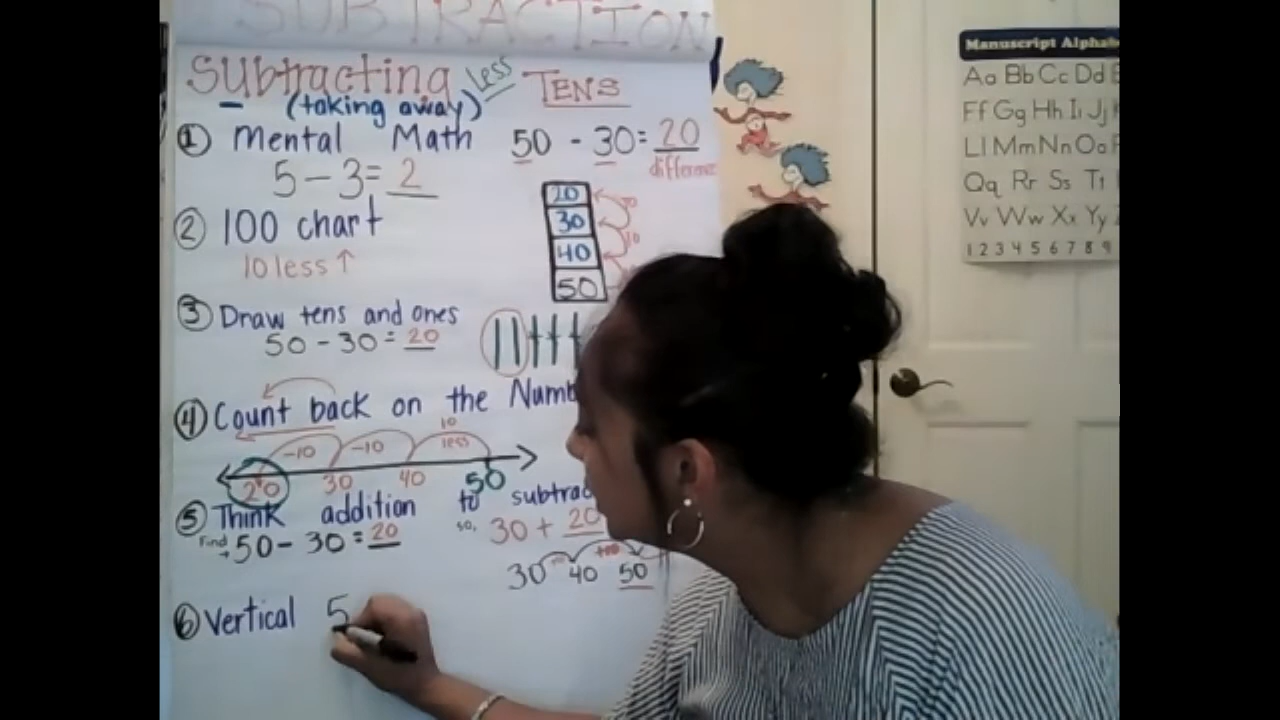 SUBTRACTION
Subtracting less TENS
- (taking away)
① Mental Math 50 - 30 = 20
difference
5 - 3 = 2
② 100 chart
10 less ↑
20
30
40
50
10
10
③ Draw tens and ones
50 - 30 = 20
④ Count back on the Numb
-10 -10 10 less
20 30 40 50
⑤ Think addition to subtrac
Find 50 - 30 = 20 so, 30 + 20
+10
30 40 50
⑥ Vertical 5
Manuscript Alphab
Aa Bb Cc Dd E
Ff Gg Hh Ii Jj K
Ll Mm Nn Oo P
Qq Rr Ss Tt
Vv Ww Xx Yy Z
1 2 3 4 5 6 7 8 9